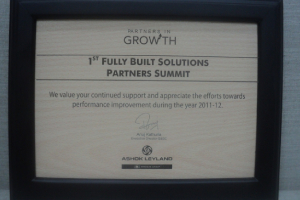 PARTNERS IN
GROWTH
1ST FULLY BUILT SOLUTIONS
PARTNERS SUMMIT
We value your continued support and appreciate the efforts towards
performance improvement during the year 2011-12.
ASHOK LEYLAND